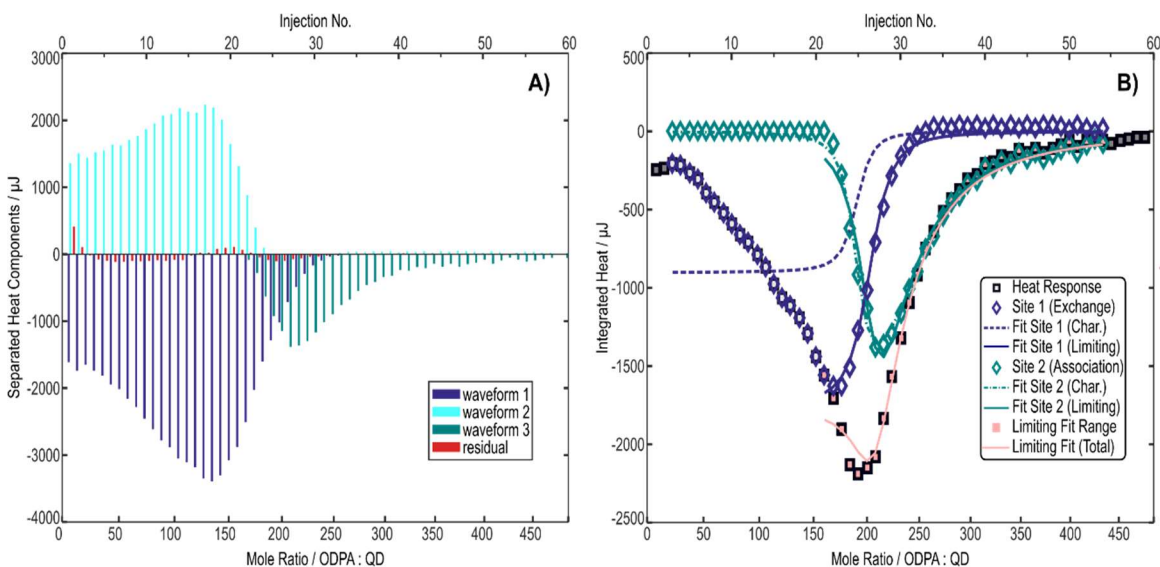 Injection No.
0 10 20 30 40 50 60
3000
2000
1000
0
-1000
-2000
-3000
-4000
Separated Heat Components / µJ
A)
waveform 1
waveform 2
waveform 3
residual
50 100 150 200 250 300 350 400 450
Mole Ratio / ODPA : QD
Injection No.
0 10 20 30 40 50 60
500
0
-500
-1000
-1500
-2000
-2500
Integrated Heat / µJ
B)
Heat Response
Site 1 (Exchange)
Fit Site 1 (Char.)
Fit Site 1 (Limiting)
Site 2 (Association)
Fit Site 2 (Char.)
Fit Site 2 (Limiting)
Limiting Fit Range
Limiting Fit (Total)
50 100 150 200 250 300 350 400 450
Mole Ratio / ODPA : QD